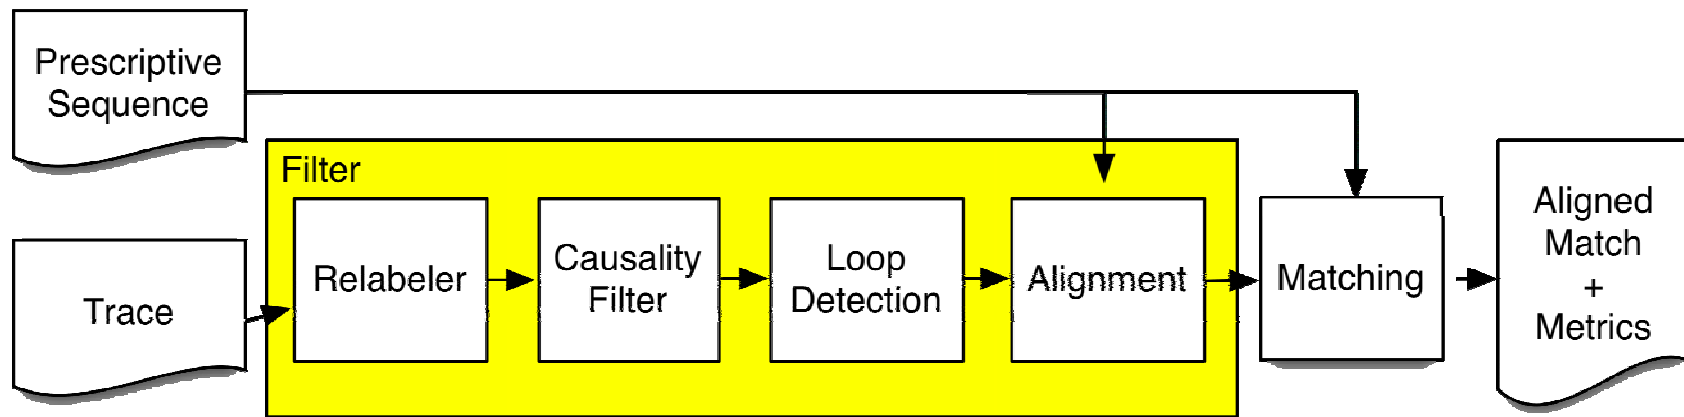 Prescriptive
Sequence
Filter
Trace
Relabeler
Causality
Filter
Loop
Detection
Alignment
Matching
Aligned
Match
+
Metrics